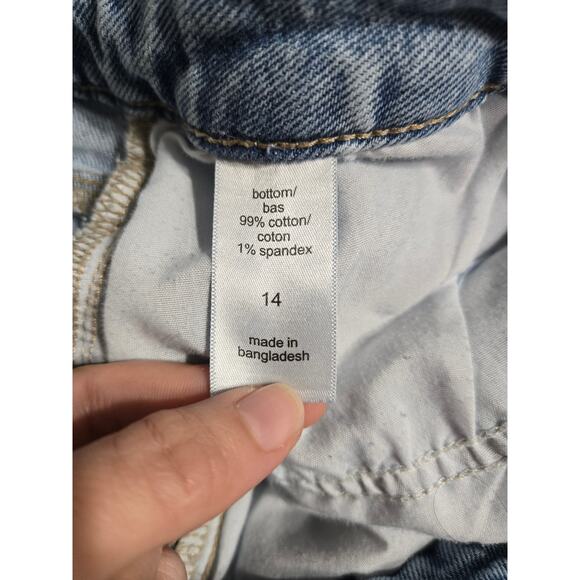 bottom/
bas
99% cotton/
coton
1% spandex
14
made in
bangladesh